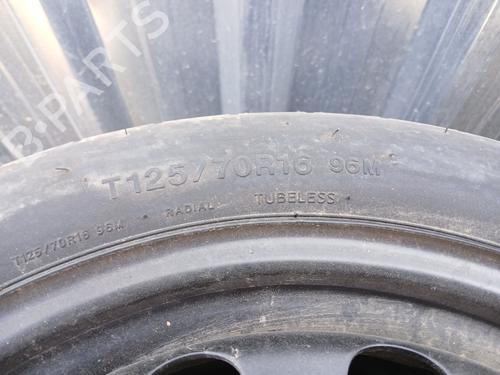 B-PARTS
T125/70R16 96M
T125/70R16 96M RADIAL TUBELESS